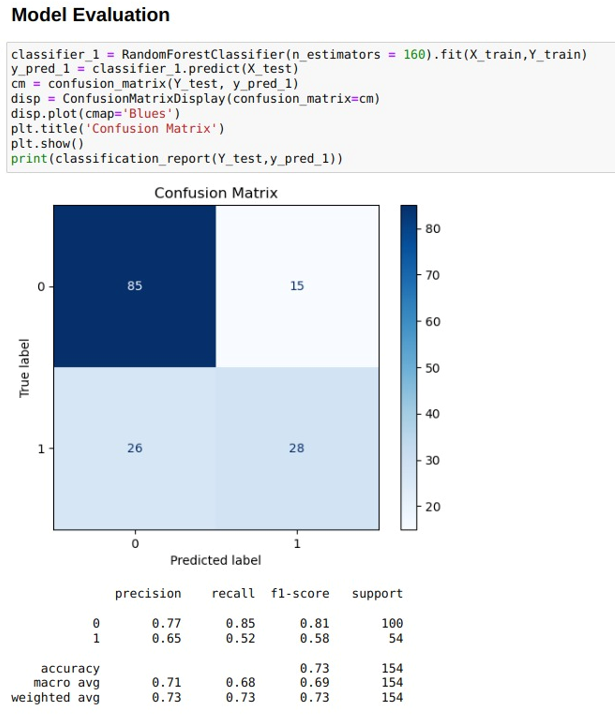 Model Evaluation
classifier_1 = RandomForestClassifier(n_estimators = 160).fit(X_train,Y_train)
y_pred_1 = classifier_1.predict(X_test)
cm = confusion_matrix(Y_test, y_pred_1)
disp = ConfusionMatrixDisplay(confusion_matrix=cm)
disp.plot(cmap='Blues')
plt.title('Confusion Matrix')
plt.show()
print(classification_report(Y_test,y_pred_1))
Confusion Matrix
True label
0
1
85 15
26 28
0 1
Predicted label
80
70
60
50
40
30
20
precision recall f1-score support
0 0.77 0.85 0.81 100
1 0.65 0.52 0.58 54
accuracy 0.73 154
macro avg 0.71 0.68 0.69 154
weighted avg 0.73 0.73 0.73 154